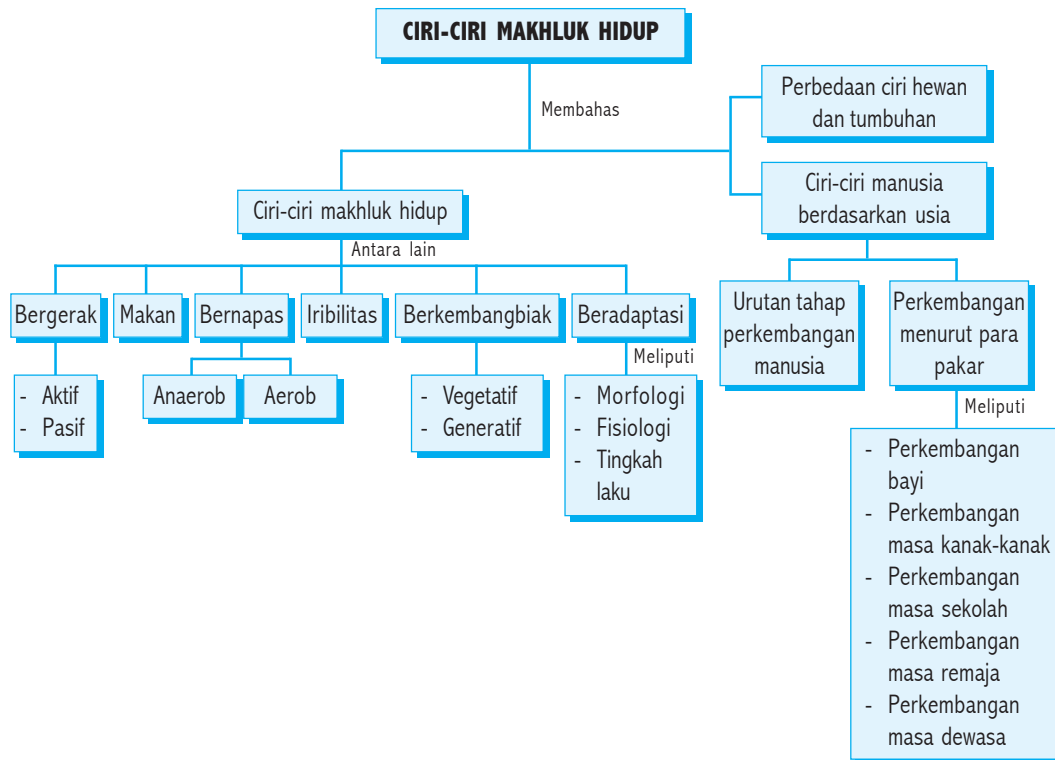 CIRI-CIRI MAKHLUK HIDUP
Membahas
Perbedaan ciri hewan
dan tumbuhan
Ciri-ciri manusia
berdasarkan usia
Ciri-ciri makhluk hidup
Antara lain
Bergerak
Makan
Bernapas
Iribilitas
Berkembangbiak
Beradaptasi
- Aktif
- Pasif
Anaerob
Aerob
- Vegetatif
- Generatif
Meliputi
- Morfologi
- Fisiologi
- Tingkah
laku
Urutan tahap
perkembangan
manusia
Perkembangan
menurut para
pakar
Meliputi
- Perkembangan
bayi
- Perkembangan
masa kanak-kanak
- Perkembangan
masa sekolah
- Perkembangan
masa remaja
- Perkembangan
masa dewasa